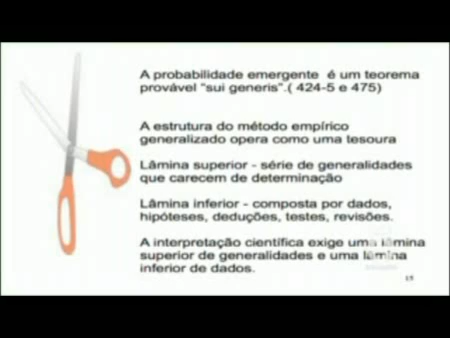 A probabilidade emergente é um teorema
provável "sui generis".( 424-5 e 475)
A estrutura do método empírico
generalizado opera como uma tesoura
Lâmina superior - série de generalidades
que carecem de determinação
Lâmina inferior - composta por dados,
hipóteses, deduções, testes, revisões.
A interpretação científica exige uma lâmina
superior de generalidades e uma lâmina
inferior de dados.
15